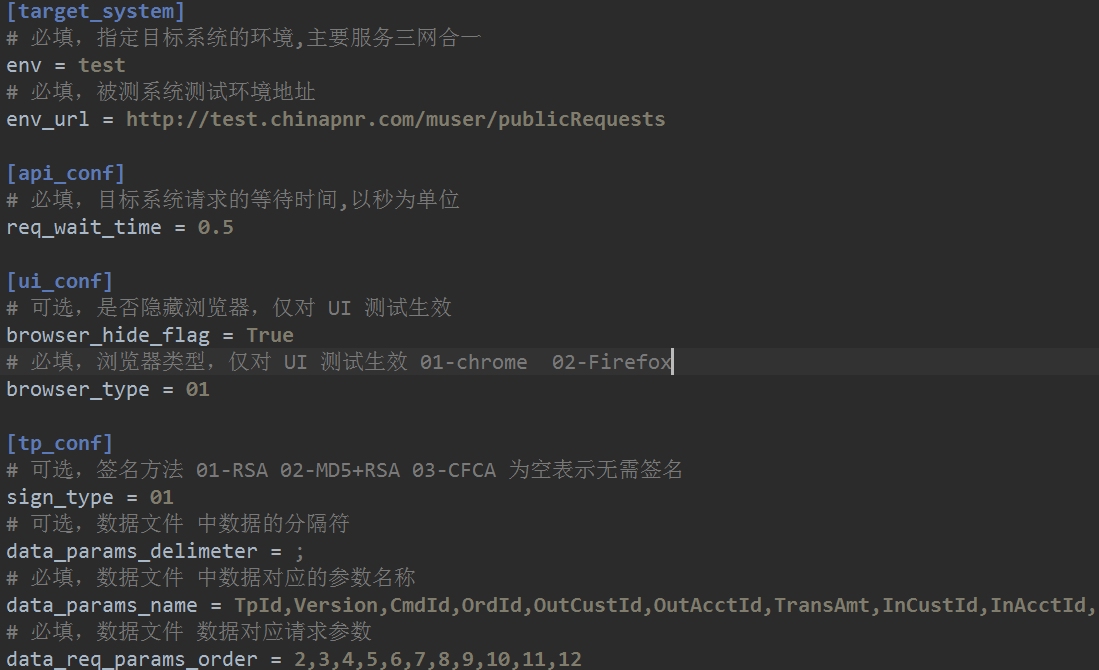 [target_system]
# 必填，指定目标系统的环境,主要服务三网合一
env = test
# 必填，被测系统测试环境地址
env_url = http://test.chinapnr.com/muser/publicRequests
[api_conf]
# 必填，目标系统请求的等待时间,以秒为单位
req_wait_time = 0.5
[ui_conf]
# 可选，是否隐藏浏览器，仅对 UI 测试生效
browser_hide_flag = True
# 必填，浏览器类型，仅对 UI 测试生效 01-chrome  02-Firefox
browser_type = 01
[tp_conf]
# 可选，签名方法 01-RSA 02-MD5+RSA 03-CFCA 为空表示无需签名
sign_type = 01
# 可选，数据文件 中数据的分隔符
data_params_delimeter = ;
# 必填，数据文件 中数据对应的参数名称
data_params_name = TpId,Version,CmdId,OrdId,OutCustId,OutAcctId,TransAmt,InCustId,InAcctId,
# 必填，数据文件 数据对应请求参数
data_req_params_order = 2,3,4,5,6,7,8,9,10,11,12